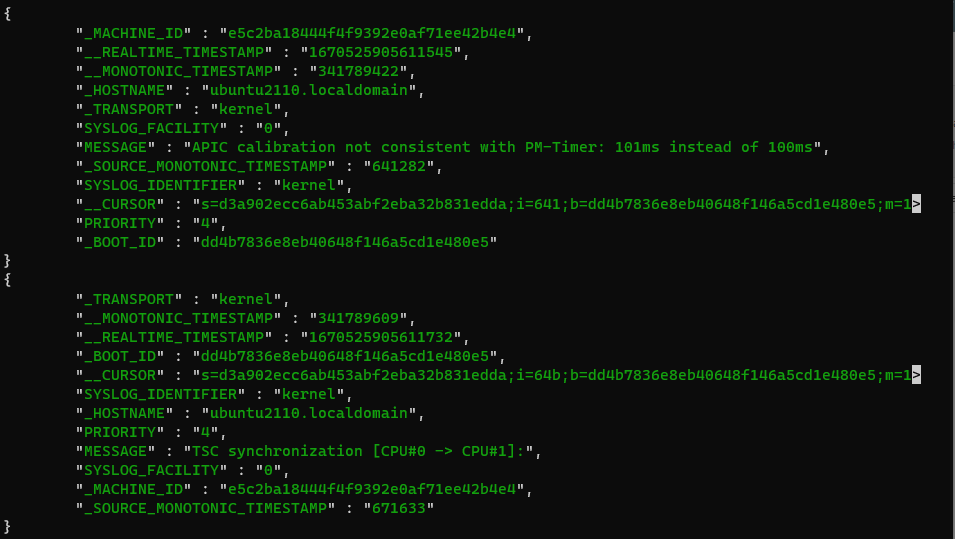 {
        "_MACHINE_ID" : "e5c2ba18444f4f9392e0af71ee42b4e4",
        "__REALTIME_TIMESTAMP" : "1670525905611545",
        "__MONOTONIC_TIMESTAMP" : "341789422",
        "_HOSTNAME" : "ubuntu2110.localdomain",
        "_TRANSPORT" : "kernel",
        "SYSLOG_FACILITY" : "0",
        "MESSAGE" : "APIC calibration not consistent with PM-Timer: 101ms instead of 100ms",
        "_SOURCE_MONOTONIC_TIMESTAMP" : "641282",
        "SYSLOG_IDENTIFIER" : "kernel",
        "__CURSOR" : "s=d3a902ecc6ab453abf2eba32b831edda;i=641;b=dd4b7836e8eb40648f146a5cd1e480e5;m=1>
        "PRIORITY" : "4",
        "_BOOT_ID" : "dd4b7836e8eb40648f146a5cd1e480e5"
}
{
        "_TRANSPORT" : "kernel",
        "__MONOTONIC_TIMESTAMP" : "341789609",
        "__REALTIME_TIMESTAMP" : "1670525905611732",
        "_BOOT_ID" : "dd4b7836e8eb40648f146a5cd1e480e5",
        "__CURSOR" : "s=d3a902ecc6ab453abf2eba32b831edda;i=64b;b=dd4b7836e8eb40648f146a5cd1e480e5;m=1>
        "SYSLOG_IDENTIFIER" : "kernel",
        "_HOSTNAME" : "ubuntu2110.localdomain",
        "PRIORITY" : "4",
        "MESSAGE" : "TSC synchronization [CPU#0 -> CPU#1]:",
        "SYSLOG_FACILITY" : "0",
        "_MACHINE_ID" : "e5c2ba18444f4f9392e0af71ee42b4e4",
        "_SOURCE_MONOTONIC_TIMESTAMP" : "671633"
}